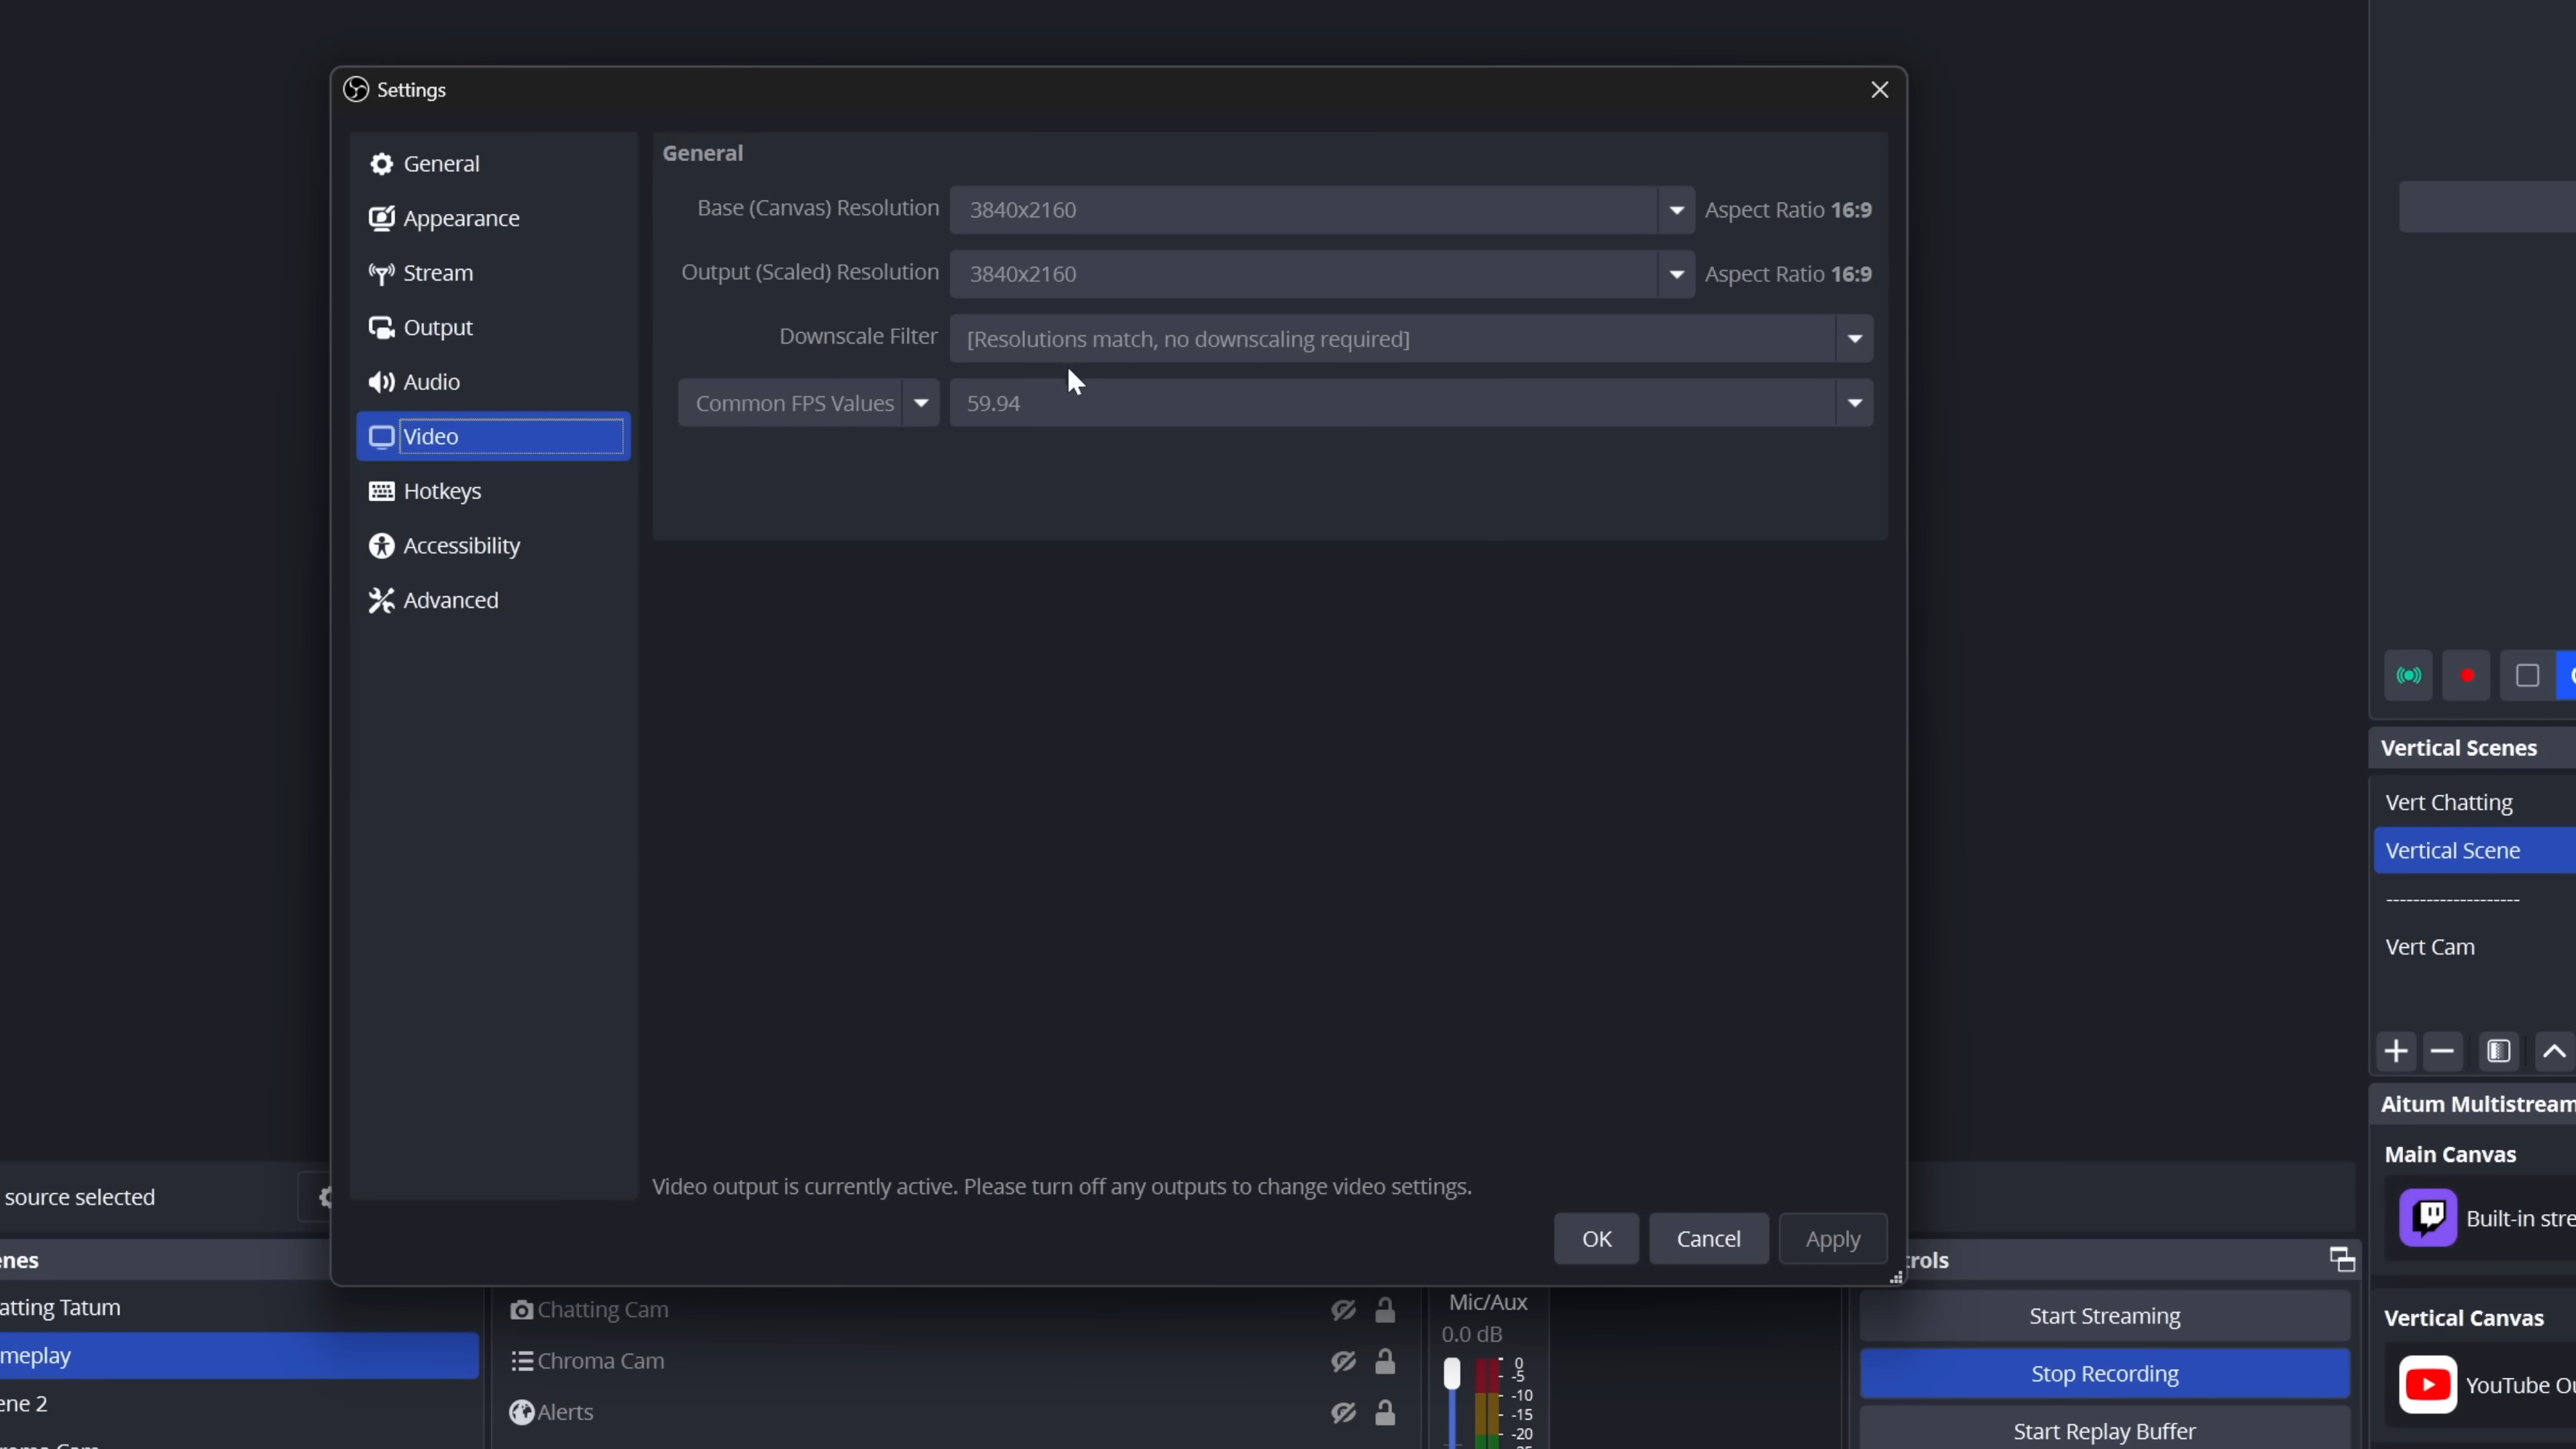 Settings
General
Appearance
Stream
Output
Audio
Video
Hotkeys
Accessibility
Advanced
General
Base (Canvas) Resolution 3840x2160 Aspect Ratio 16:9
Output (Scaled) Resolution 3840x2160 Aspect Ratio 16:9
Downscale Filter [Resolutions match, no downscaling required]
Common FPS Values 59.94
Video output is currently active. Please turn off any outputs to change video settings.
OK Cancel Apply
source selected
enes
atting Tatum
meplay
ene 2
Chatting Cam
Chroma Cam
Alerts
Mic/Aux
0.0 dB
0
-5
-10
-15
-20
trols
Start Streaming
Stop Recording
Start Replay Buffer
Vertical Scenes
Vert Chatting
Vertical Scene
--------------------
Vert Cam
Aitum Multistream
Main Canvas
Built-in stre
Vertical Canvas
YouTube Ou